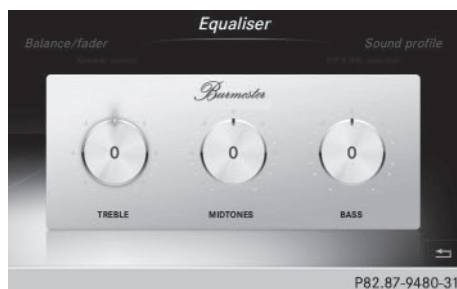 Equaliser
Balance/fader
Sound profile
Burmester
0 0 0
TREBLE MIDTONES BASS
P82.87-9480-31